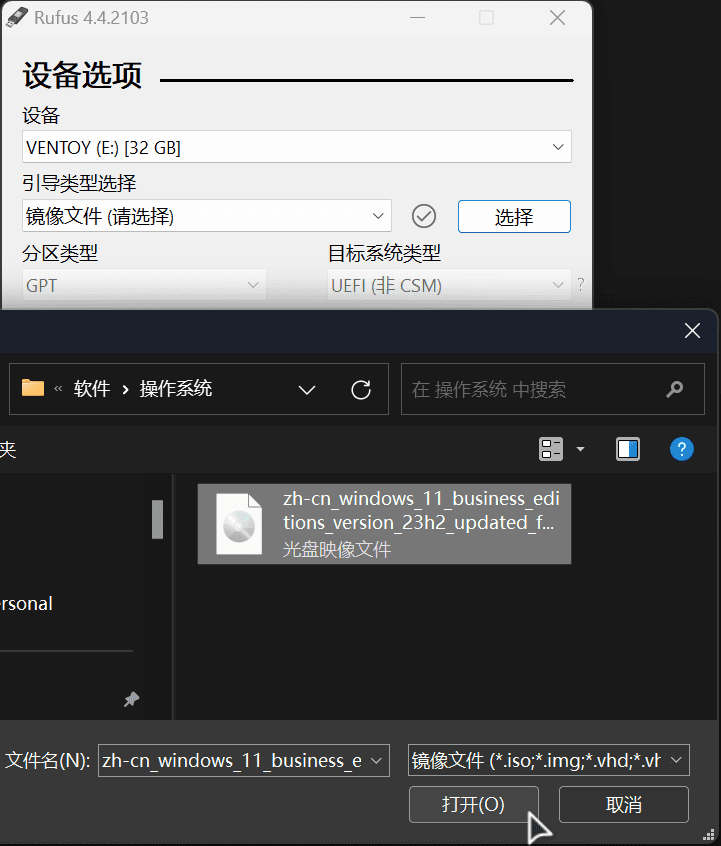 Rufus 4.4.2103
设备选项
设备
VENTOY (E:) [32 GB]
引导类型选择
镜像文件 (请选择)
选择
分区类型
目标系统类型
GPT
UEFI (非 CSM)
?
« 软件 › 操作系统
在 操作系统 中搜索
夹
?
zh-cn_windows_11_business_edi
tions_version_23h2_updated_f...
光盘映像文件
ersonal
文件名(N):
zh-cn_windows_11_business_e
镜像文件 (*.iso;*.img;*.vhd;*.vh
打开(O)
取消